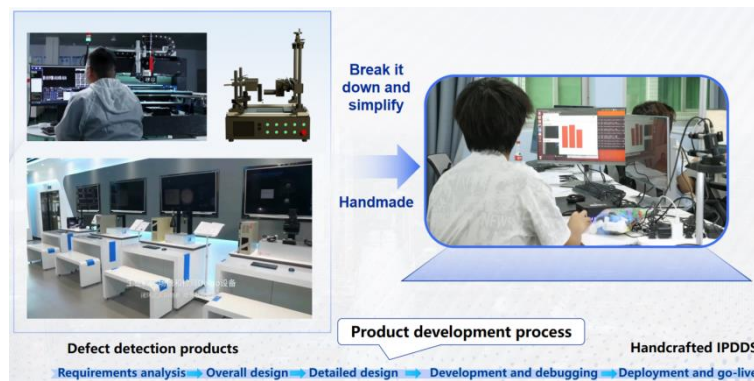 Break it
down and
simplify
Handmade
Product development process
Defect detection products
Handcrafted IPDDS
Requirements analysis Overall design Detailed design Development and debugging Deployment and go-live